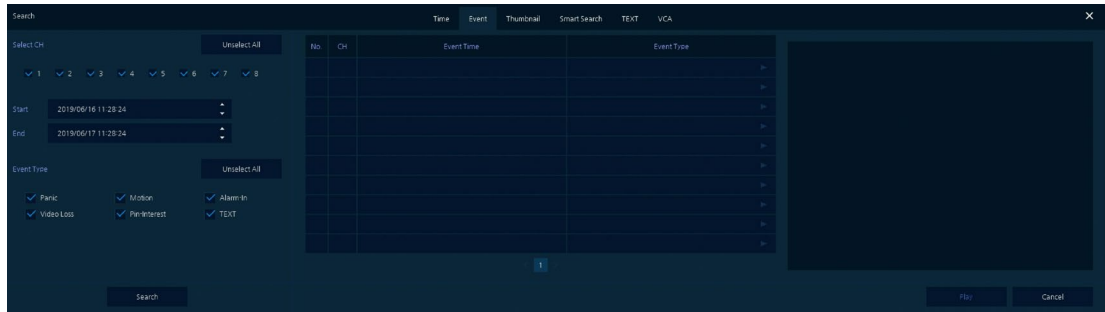 Search
Time Event Thumbnail Smart Search TEXT VCA
Select CH Unselect All
1 2 3 4 5 6 7 8
Start 2019/06/16 11:28:24
End 2019/06/17 11:28:24
Event Type Unselect All
Panic Motion Alarm-In
Video Loss Pin-Interest TEXT
Search
No. CH Event Time Event Type
1
Play Cancel